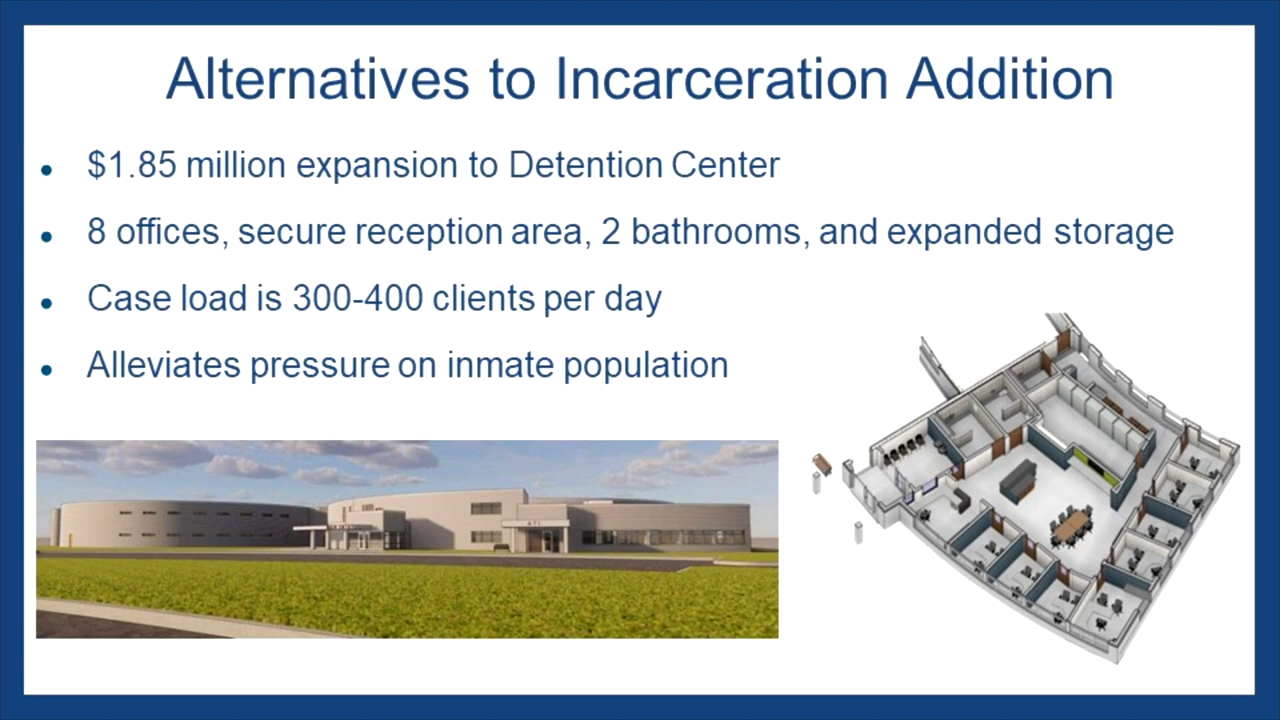 Alternatives to Incarceration Addition
• $1.85 million expansion to Detention Center
• 8 offices, secure reception area, 2 bathrooms, and expanded storage
• Case load is 300-400 clients per day
• Alleviates pressure on inmate population
ATI